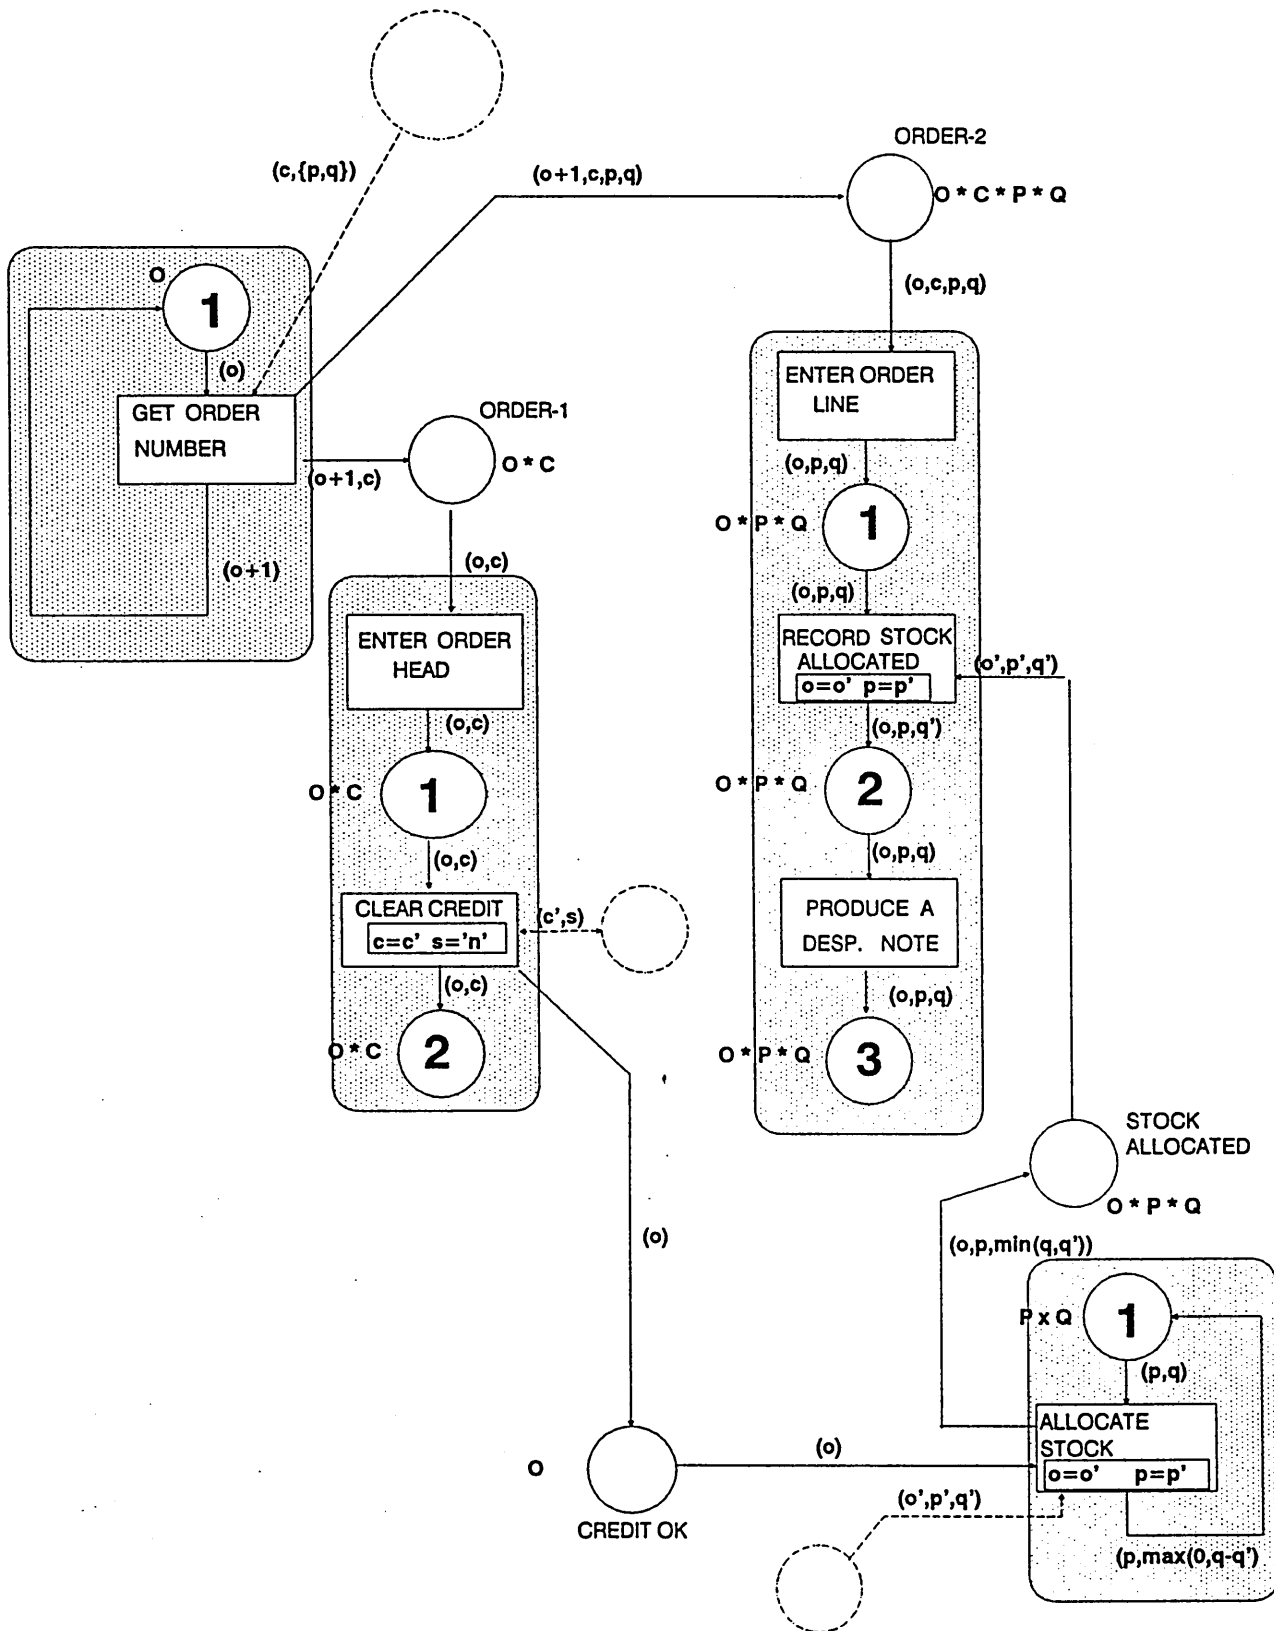 ORDER-2
(c,{p,q})
(o+1,c,p,q)
O * C * P * Q
O
1
(o,c,p,q)
(o)
ENTER ORDER
LINE
GET ORDER
NUMBER
ORDER-1
O * C
(o+1,c)
(o,p,q)
O * P * Q
1
(o+1)
(o,c)
(o,p,q)
ENTER ORDER
HEAD
RECORD STOCK
ALLOCATED
o=o' p=p'
(o',p',q')
(o,c)
(o,p,q')
O * C
1
O * P * Q
2
(o,c)
(o,p,q)
CLEAR CREDIT
c=c' s='n'
(c',s)
PRODUCE A
DESP. NOTE
(o,c)
(o,p,q)
O * C
2
O * P * Q
3
STOCK
ALLOCATED
O * P * Q
(o)
(o,p,min(q,q'))
P x Q
1
(p,q)
ALLOCATE
STOCK
o=o' p=p'
O
(o)
(o',p',q')
CREDIT OK
(p,max(0,q-q')